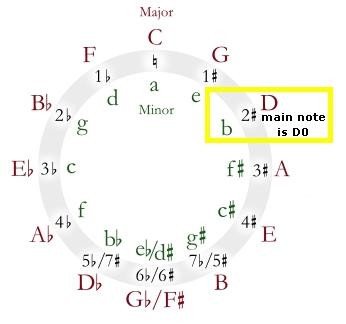 Major
C
F
G
♮
1♭
1♯
a
d
e
B♭
D
2♭
2♯
main note
is D0
Minor
g
b
E♭
3♭
c
f♯
3♯
A
f
c♯
A♭
4♭
4♯
E
b♭
g♯
e♭/d♯
5♭/7♯
7♭/5♯
6♭/6♯
D♭
B
G♭/F♯